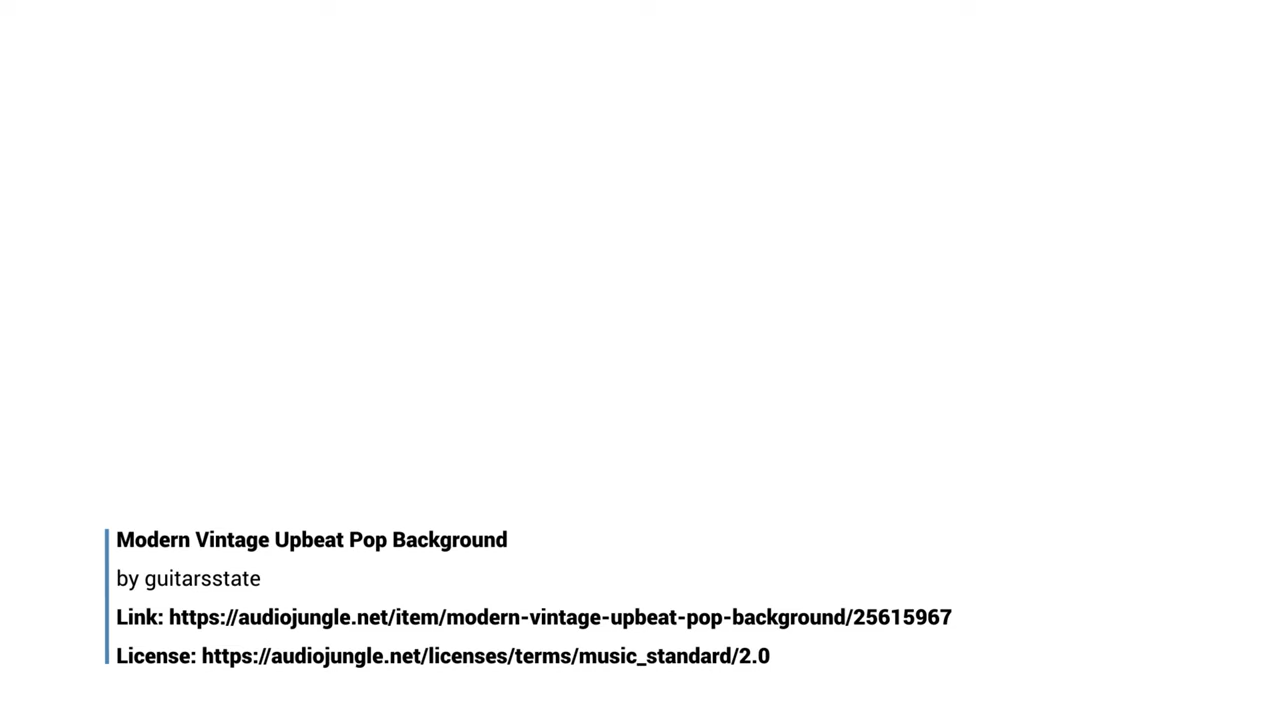 Modern Vintage Upbeat Pop Background
by guitarsstate
Link: https://audiojungle.net/item/modern-vintage-upbeat-pop-background/25615967
License: https://audiojungle.net/licenses/terms/music_standard/2.0